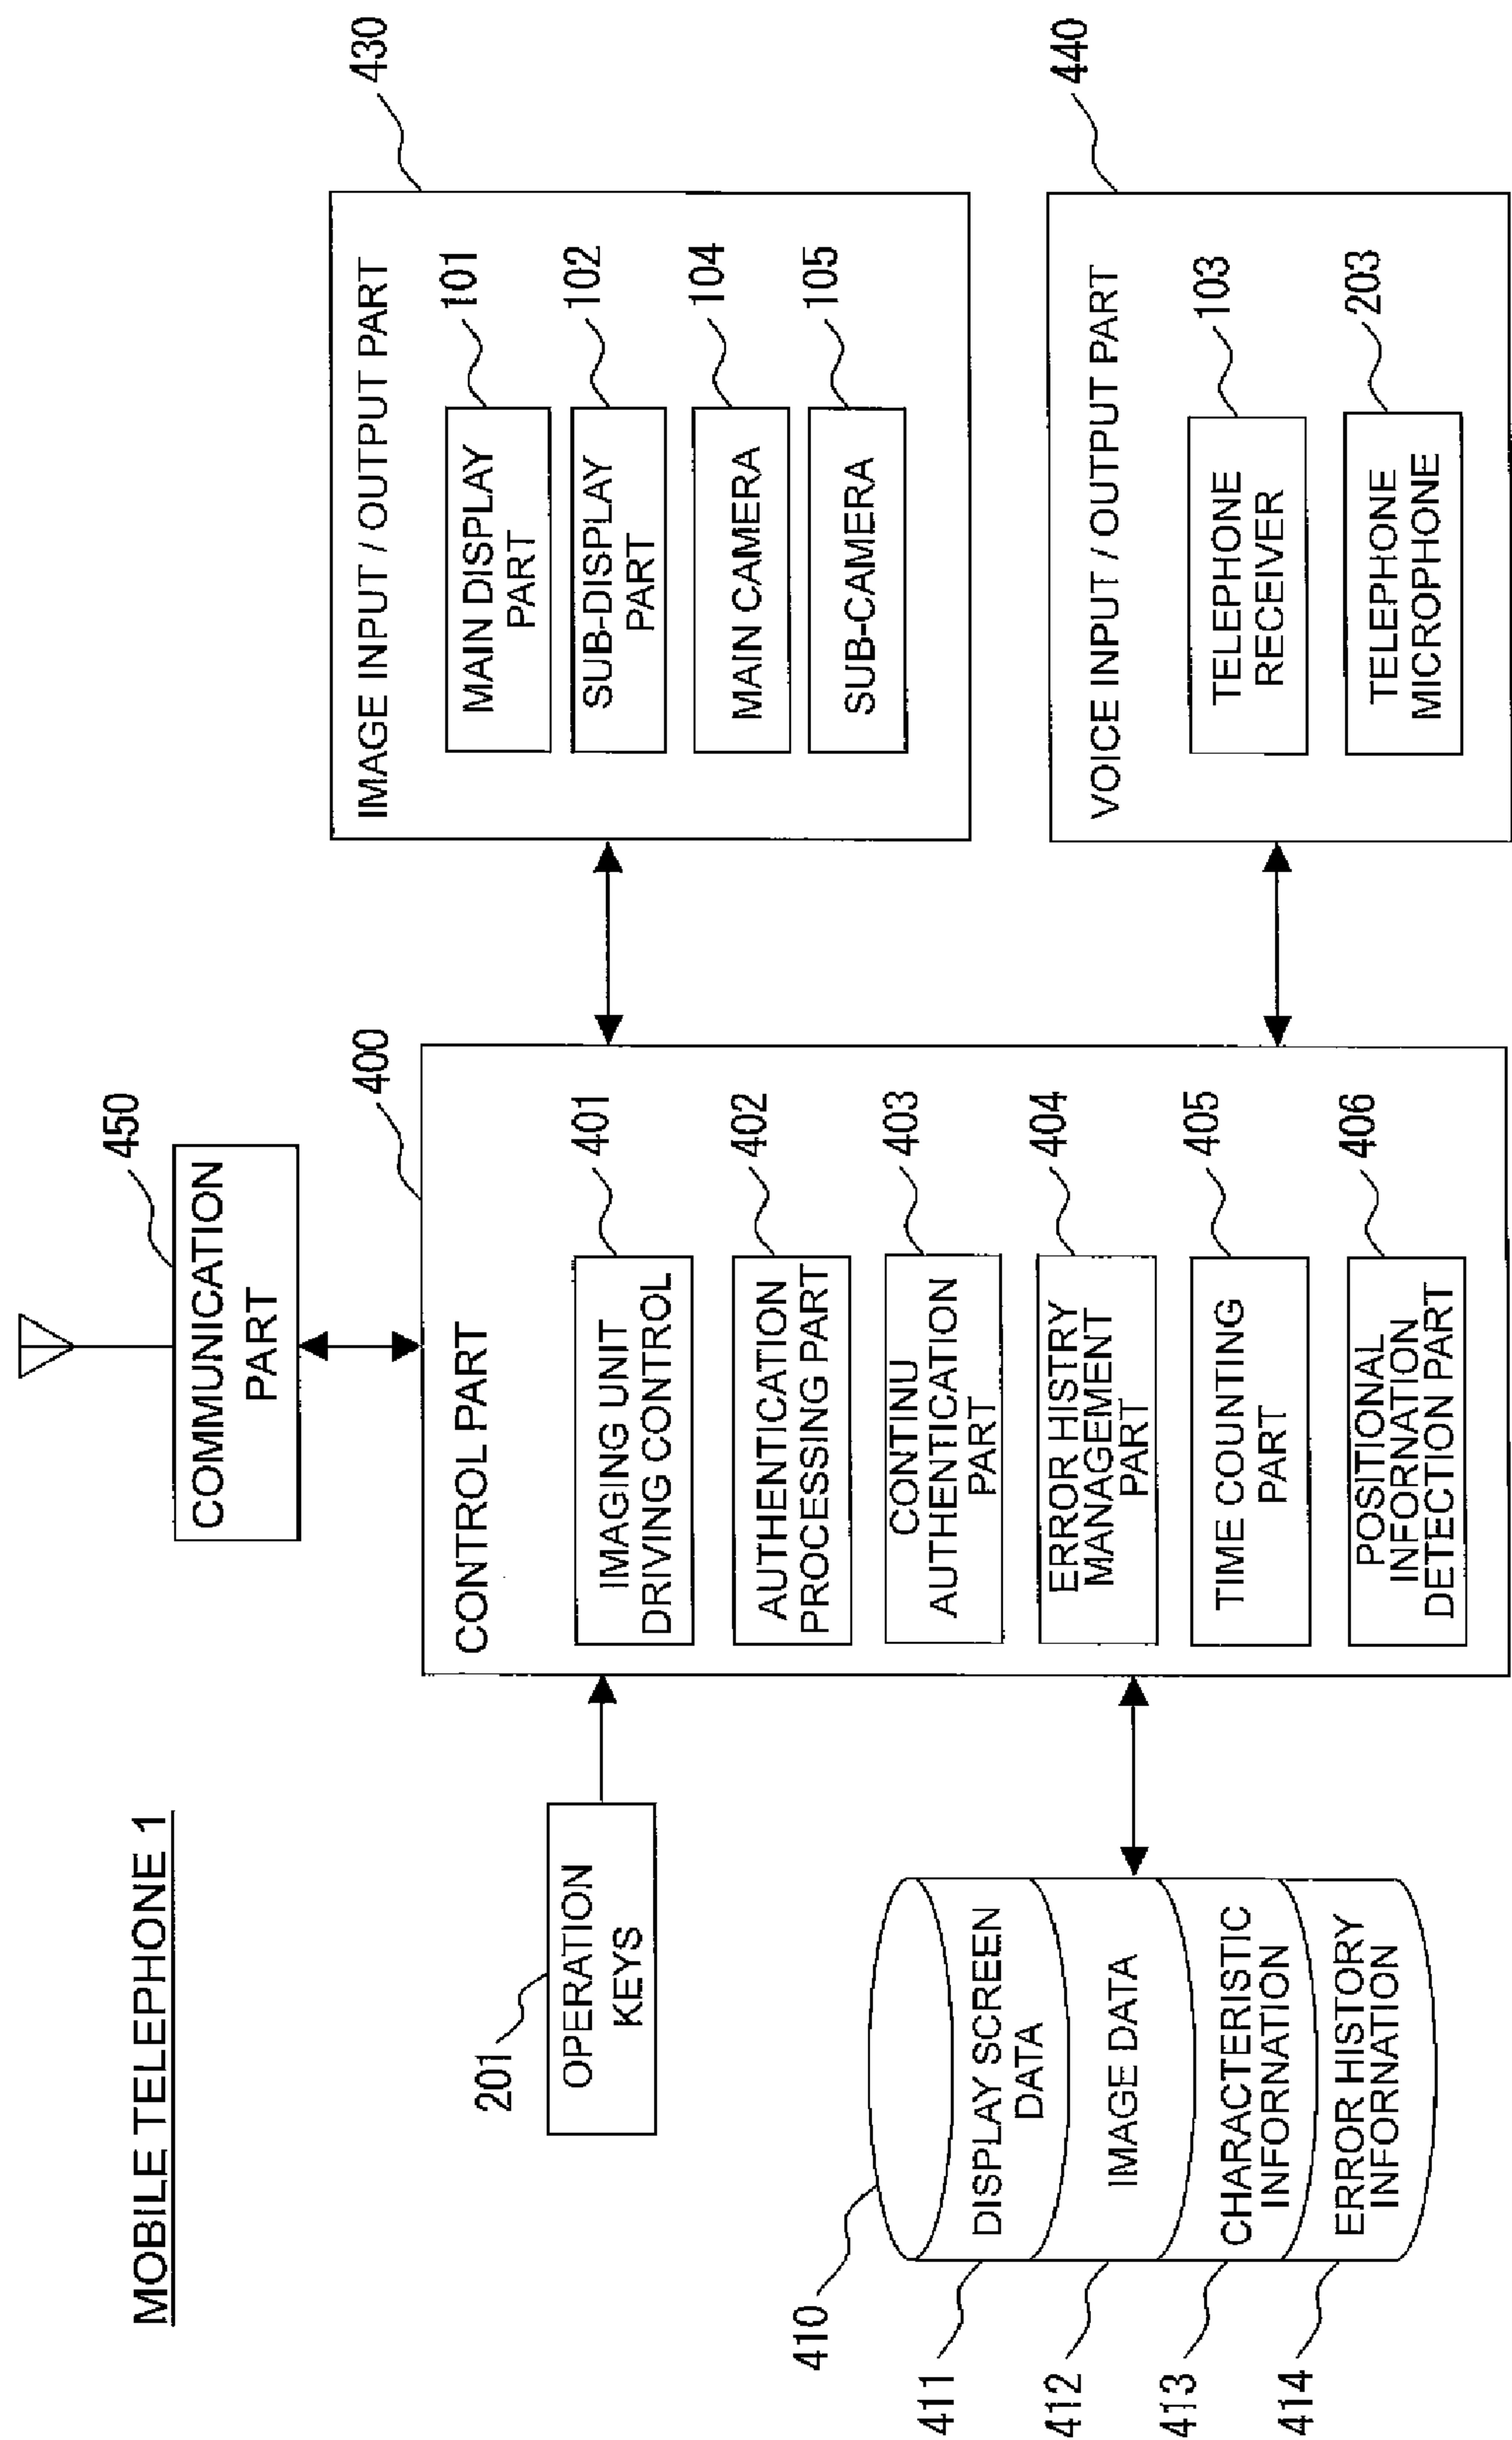 MOBILE TELEPHONE 1
450
COMMUNICATION
PART
400
CONTROL PART
401
IMAGING UNIT
DRIVING CONTROL
402
AUTHENTICATION
PROCESSING PART
403
CONTINU
AUTHENTICATION
PART
404
ERROR HISTRY
MANAGEMENT
PART
405
TIME COUNTING
PART
406
POSITIONAL
INFORNATION
DETECTION PART
201
OPERATION
KEYS
410
411
DISPLAY SCREEN
DATA
412
IMAGE DATA
413
CHARACTERISTIC
INFORNATION
414
ERROR HISTORY
INFORNATION
430
IMAGE INPUT / OUTPUT PART
101
MAIN DISPLAY
PART
102
SUB-DISPLAY
PART
104
MAIN CAMERA
105
SUB-CAMERA
440
VOICE INPUT / OUTPUT PART
103
TELEPHONE
RECEIVER
203
TELEPHONE
MICROPHONE